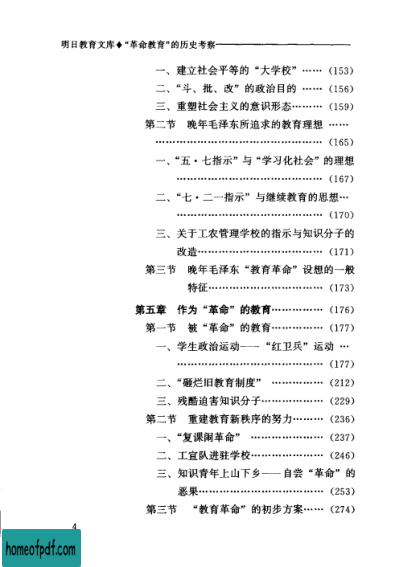 明日教育文库◆“革命教育”的历史考察
一、建立社会平等的“大学校”……（153）
二、“斗、批、改”的政治目的……（156）
三、重塑社会主义的意识形态………（159）
第二节 晚年毛泽东所追求的教育理想……
……………………………………（165）
一、“五·七指示”与“学习化社会”的理想
………………………………（167）
二、“七·二一指示”与继续教育的思想…
………………………………（170）
三、关于工农管理学校的指示与知识分子的
改造…………………………（171）
第三节 晚年毛泽东“教育革命”设想的一般
特征…………………………（173）
第五章 作为“革命”的教育……………（176）
第一节 被“革命”的教育…………（177）
一、学生政治运动——“红卫兵”运动…
………………………………（177）
二、“砸烂旧教育制度”……………（212）
三、残酷迫害知识分子……………（229）
第二节 重建教育新秩序的努力………（236）
一、“复课闹革命”………………（237）
二、工宣队进驻学校………………（246）
三、知识青年上山下乡——自尝“革命”的
恶果…………………………（253）
第三节 “教育革命”的初步方案……（274）
4
homeofpdf.com